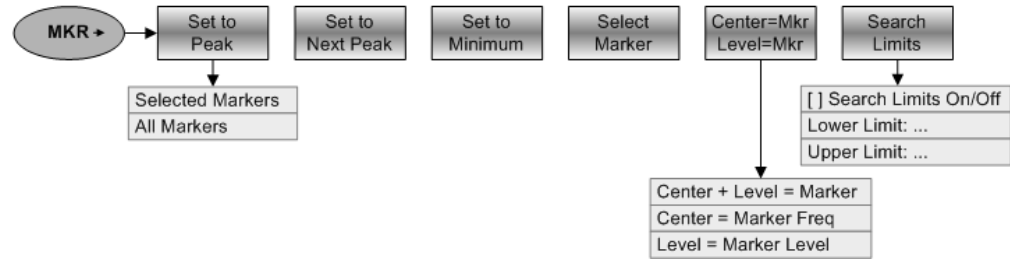 MKR →
Set to
Peak
Set to
Next Peak
Set to
Minimum
Select
Marker
Center=Mkr
Level=Mkr
Search
Limits
Selected Markers
All Markers
[ ] Search Limits On/Off
Lower Limit: ...
Upper Limit: ...
Center + Level = Marker
Center = Marker Freq
Level = Marker Level